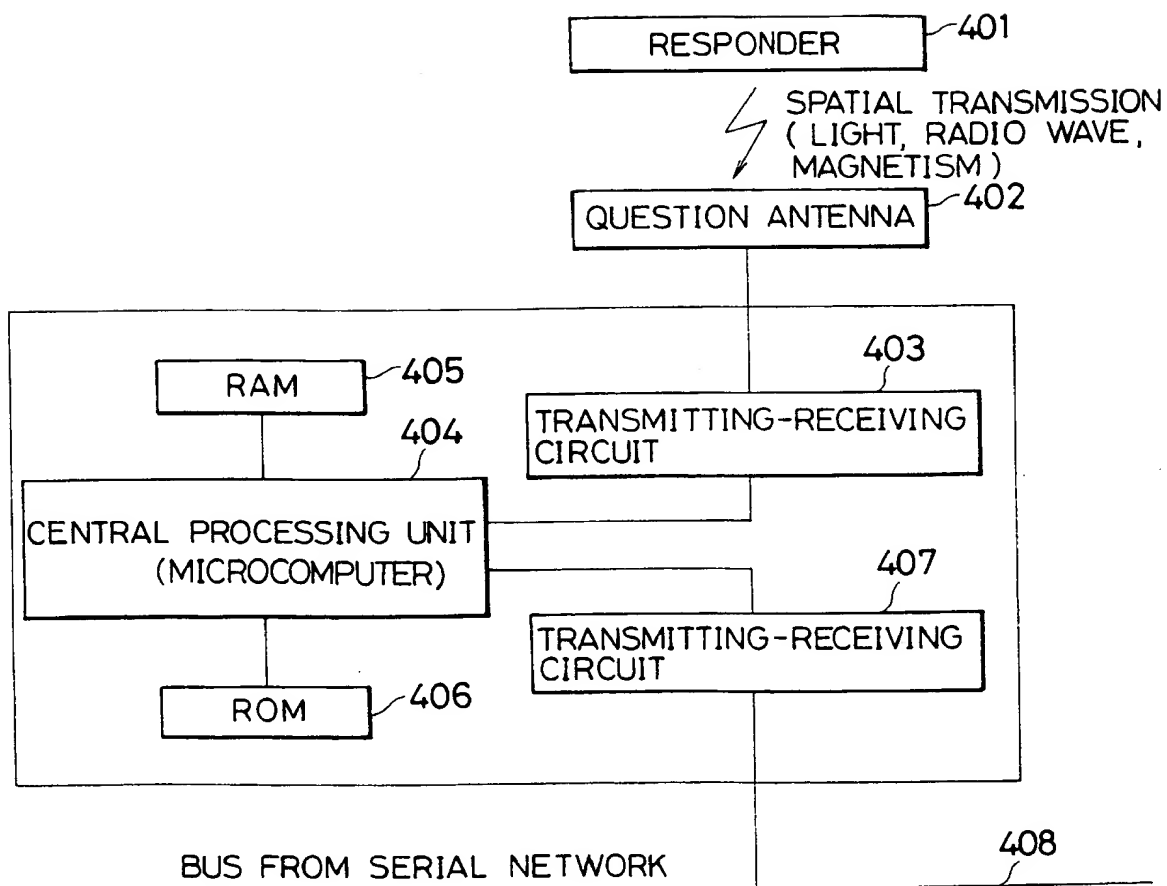 RESPONDER
401
SPATIAL TRANSMISSION
( LIGHT, RADIO WAVE,
MAGNETISM )
QUESTION ANTENNA
402
403
RAM
405
TRANSMITTING-RECEIVING
CIRCUIT
404
CENTRAL PROCESSING UNIT
(MICROCOMPUTER)
407
TRANSMITTING-RECEIVING
CIRCUIT
ROM
406
BUS FROM SERIAL NETWORK
408